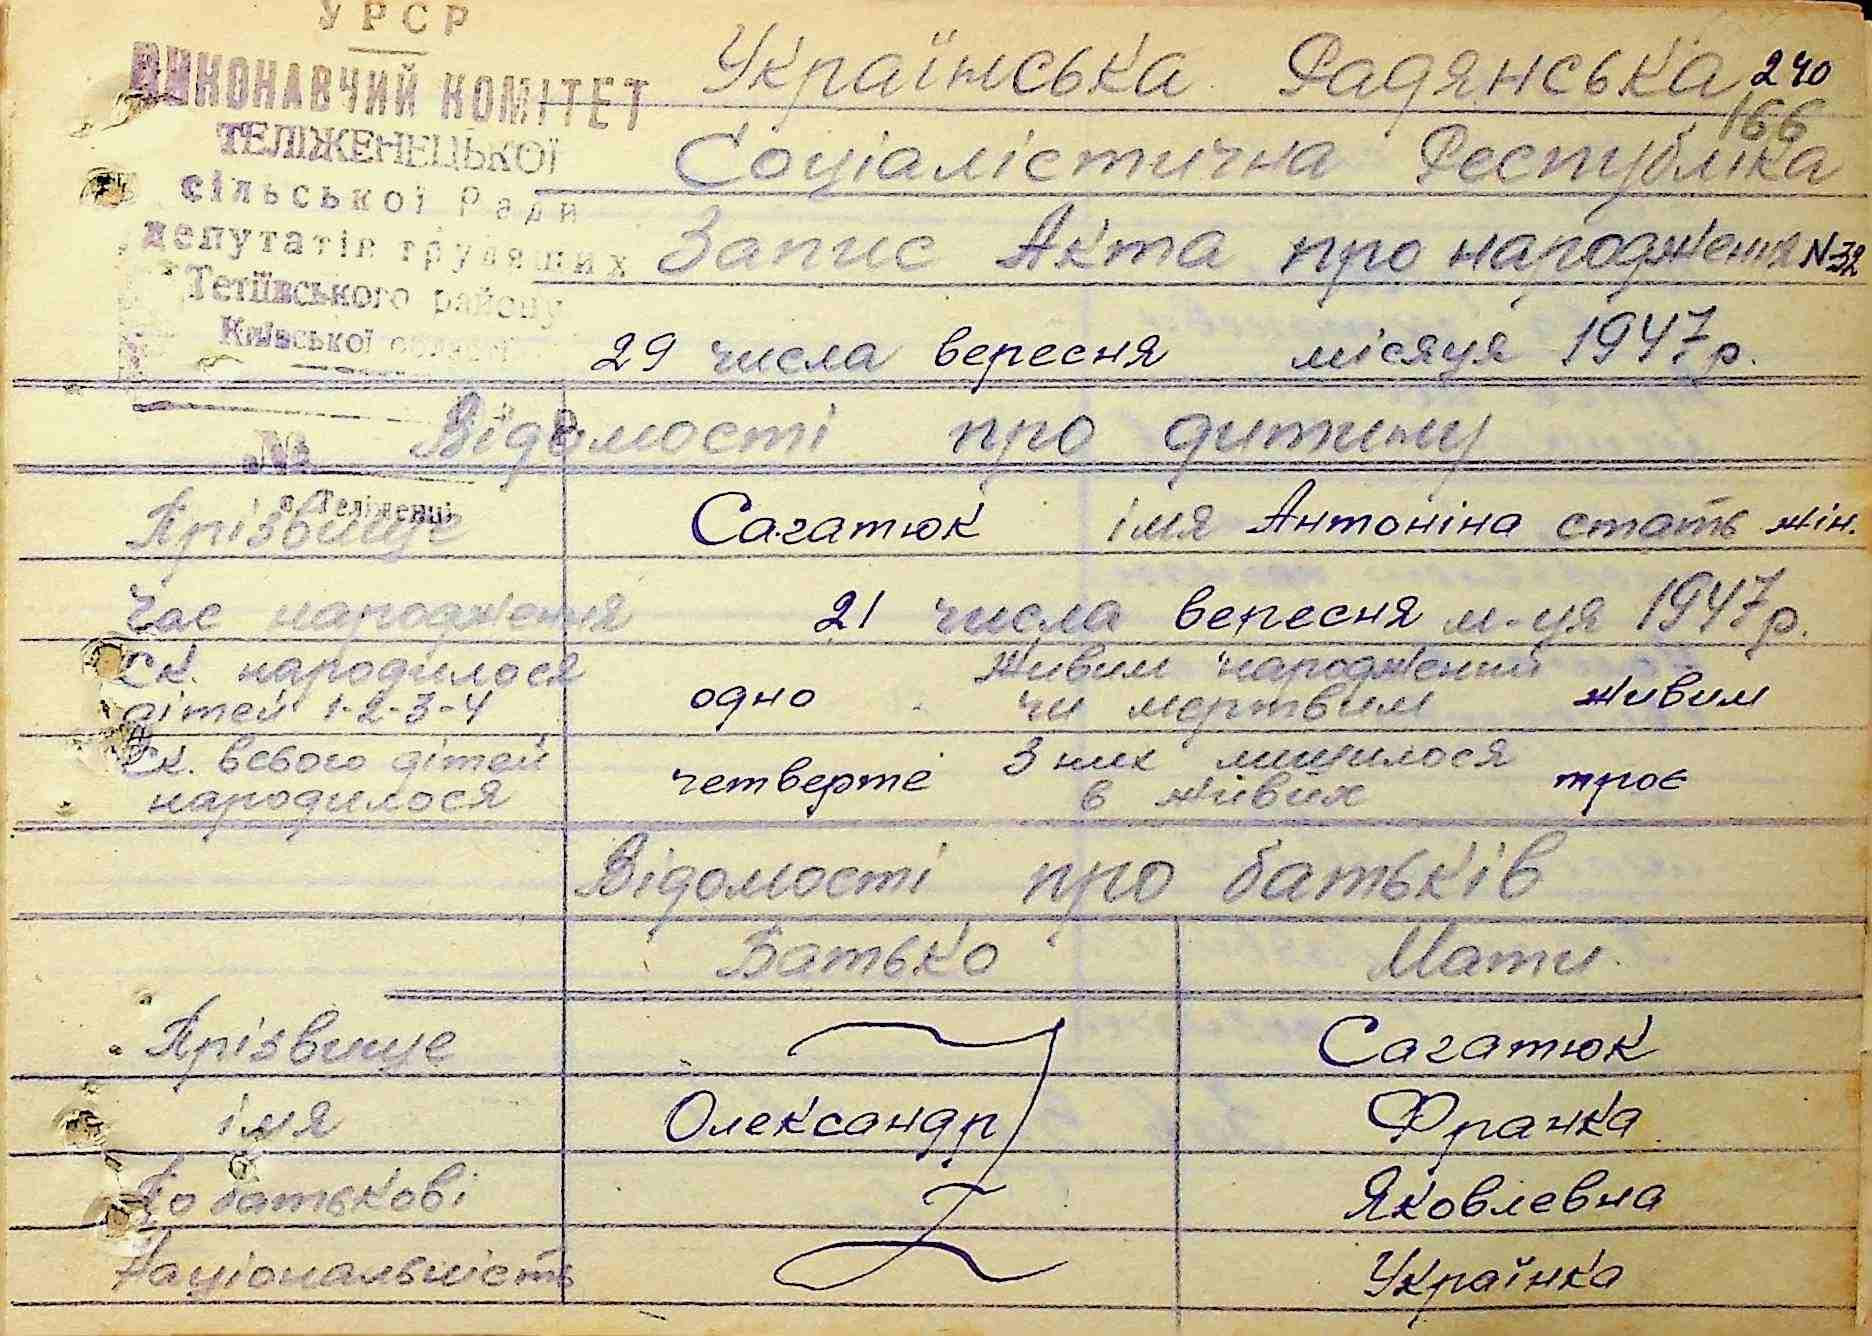 УРСР
ВИКОНАВЧИЙ КОМІТЕТ
ТЕЛІЖЕНЕЦЬКОЇ
сільської Ради
депутатів трудящих
Тетіївського району
Київської області
№
с. Теліженці
Українська Радянська 240
166
Соціалістична Республіка
Запис Акта про народження N 32
29 числа вересня місяця 1947 р.
Відомості про дитину
Прізвище Сагатюк імя Антоніна стать жін.
Час народження 21 числа вересня м-ця 1947 р.
Ск. народилося дітей 1-2-3-4 одно Живим народжений чи мертвим живим
Ск. всього дітей народилося четверте З них лишилося в живих троє
Відомості про батьків
Батько Мати
Прізвище Сагатюк
імя Олександр Франка
По батькові Яковлевна
Національність Українка